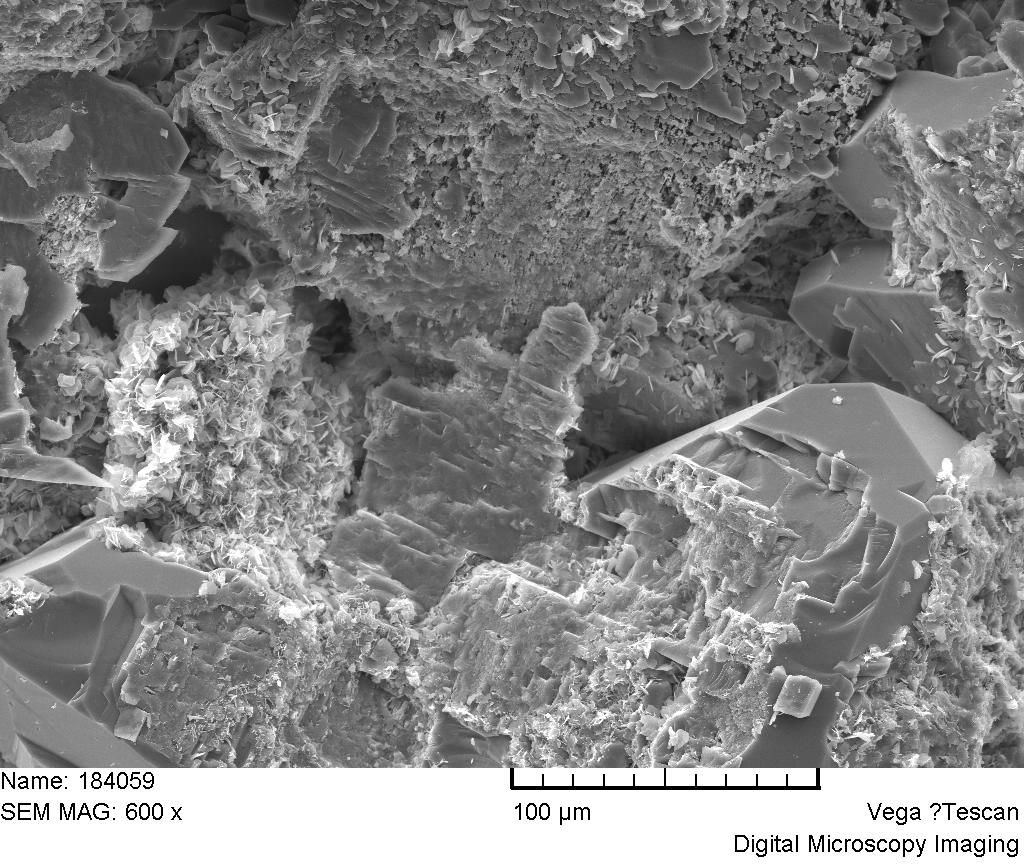 Name: 184059
SEM MAG: 600 x
100 µm
Vega ?Tescan
Digital Microscopy Imaging